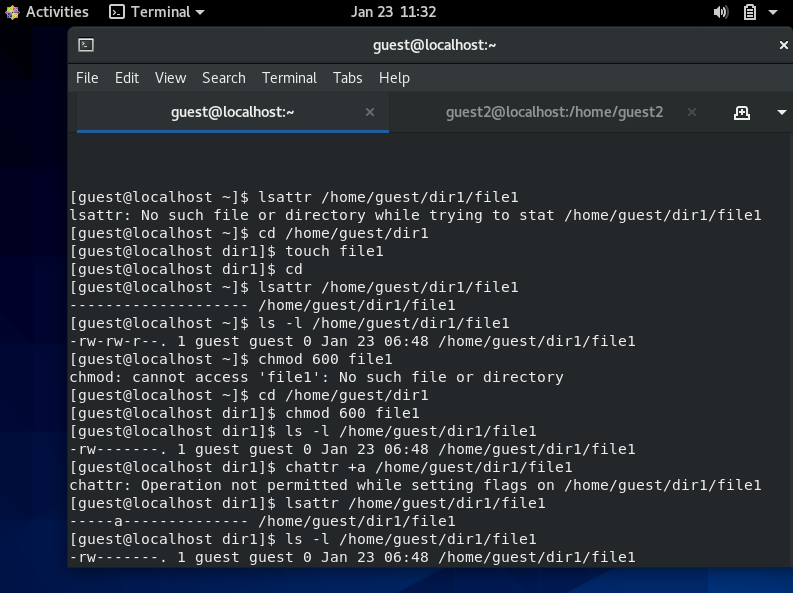 Activities Terminal Jan 23 11:32
guest@localhost:~
File Edit View Search Terminal Tabs Help
guest@localhost:~ guest2@localhost:/home/guest2
[guest@localhost ~]$ lsattr /home/guest/dir1/file1
lsattr: No such file or directory while trying to stat /home/guest/dir1/file1
[guest@localhost ~]$ cd /home/guest/dir1
[guest@localhost dir1]$ touch file1
[guest@localhost dir1]$ cd
[guest@localhost ~]$ lsattr /home/guest/dir1/file1
-------------------- /home/guest/dir1/file1
[guest@localhost ~]$ ls -l /home/guest/dir1/file1
-rw-rw-r--. 1 guest guest 0 Jan 23 06:48 /home/guest/dir1/file1
[guest@localhost ~]$ chmod 600 file1
chmod: cannot access 'file1': No such file or directory
[guest@localhost ~]$ cd /home/guest/dir1
[guest@localhost dir1]$ chmod 600 file1
[guest@localhost dir1]$ ls -l /home/guest/dir1/file1
-rw-------. 1 guest guest 0 Jan 23 06:48 /home/guest/dir1/file1
[guest@localhost dir1]$ chattr +a /home/guest/dir1/file1
chattr: Operation not permitted while setting flags on /home/guest/dir1/file1
[guest@localhost dir1]$ lsattr /home/guest/dir1/file1
-----a-------------- /home/guest/dir1/file1
[guest@localhost dir1]$ ls -l /home/guest/dir1/file1
-rw-------. 1 guest guest 0 Jan 23 06:48 /home/guest/dir1/file1